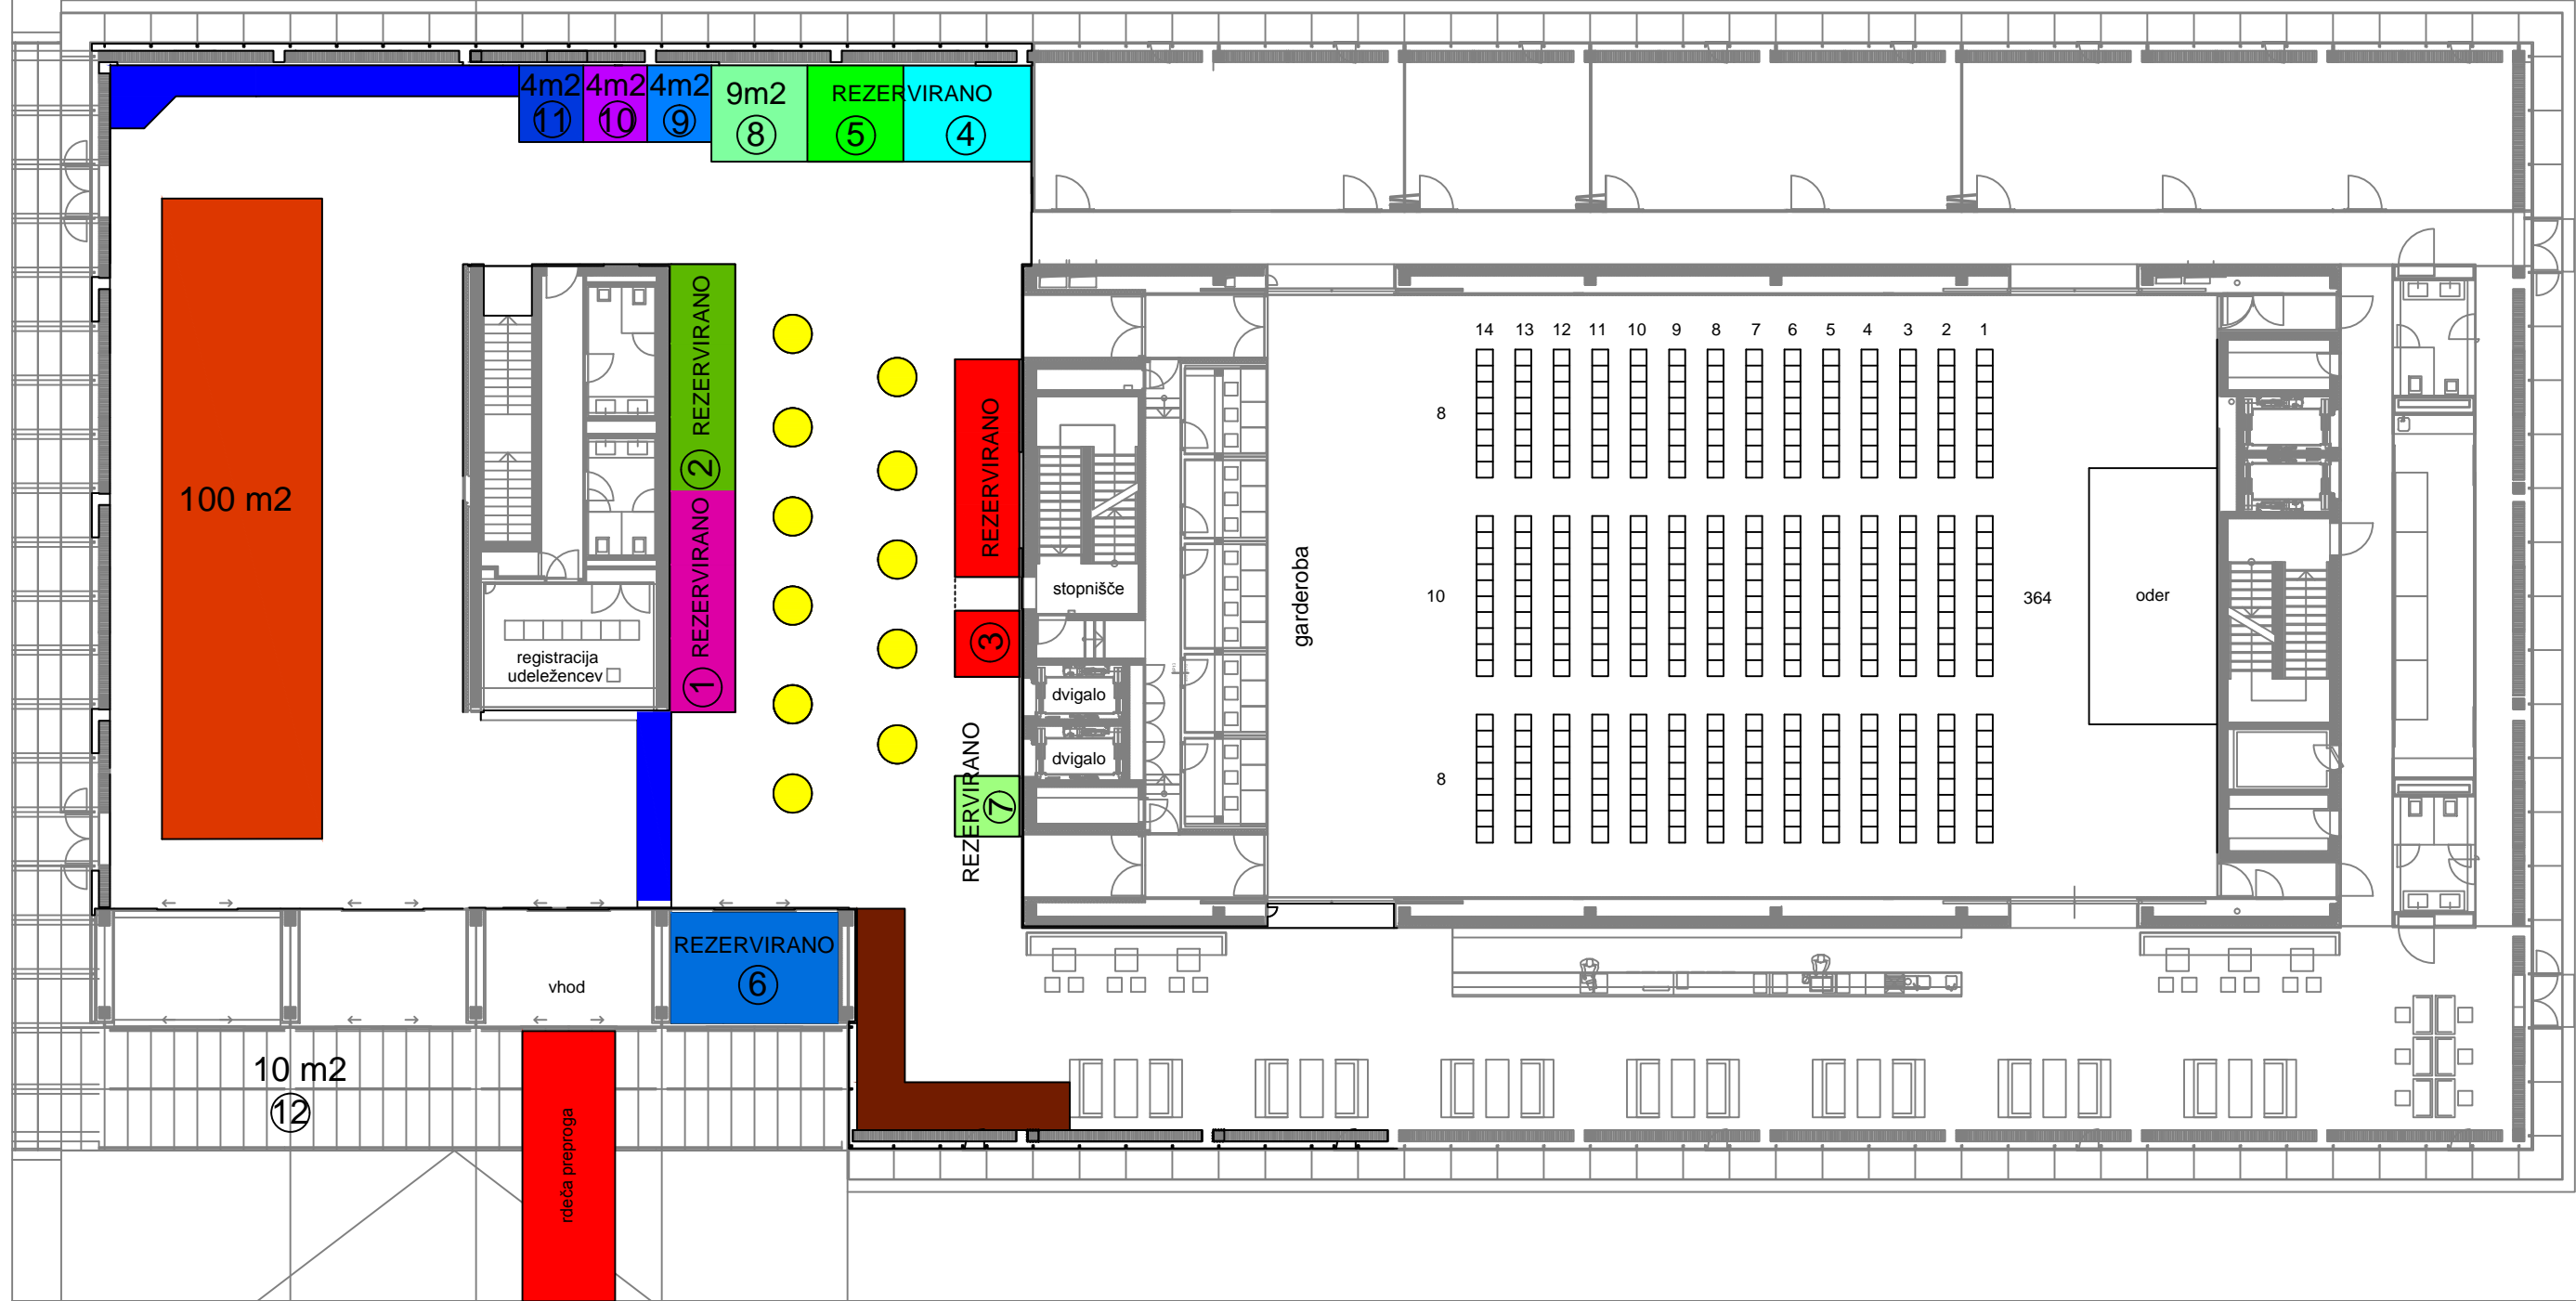 4m2
11
4m2
10
4m2
9
9m2
8
REZERVIRANO
5
4
100 m2
2 REZERVIRANO
1 REZERVIRANO
REZERVIRANO
3
REZERVIRANO
7
registracija
udeležencev
stopnišče
dvigalo
dvigalo
garderoba
14 13 12 11 10 9 8 7 6 5 4 3 2 1
8
10
8
364
oder
REZERVIRANO
6
vhod
10 m2
12
rdeča preproga